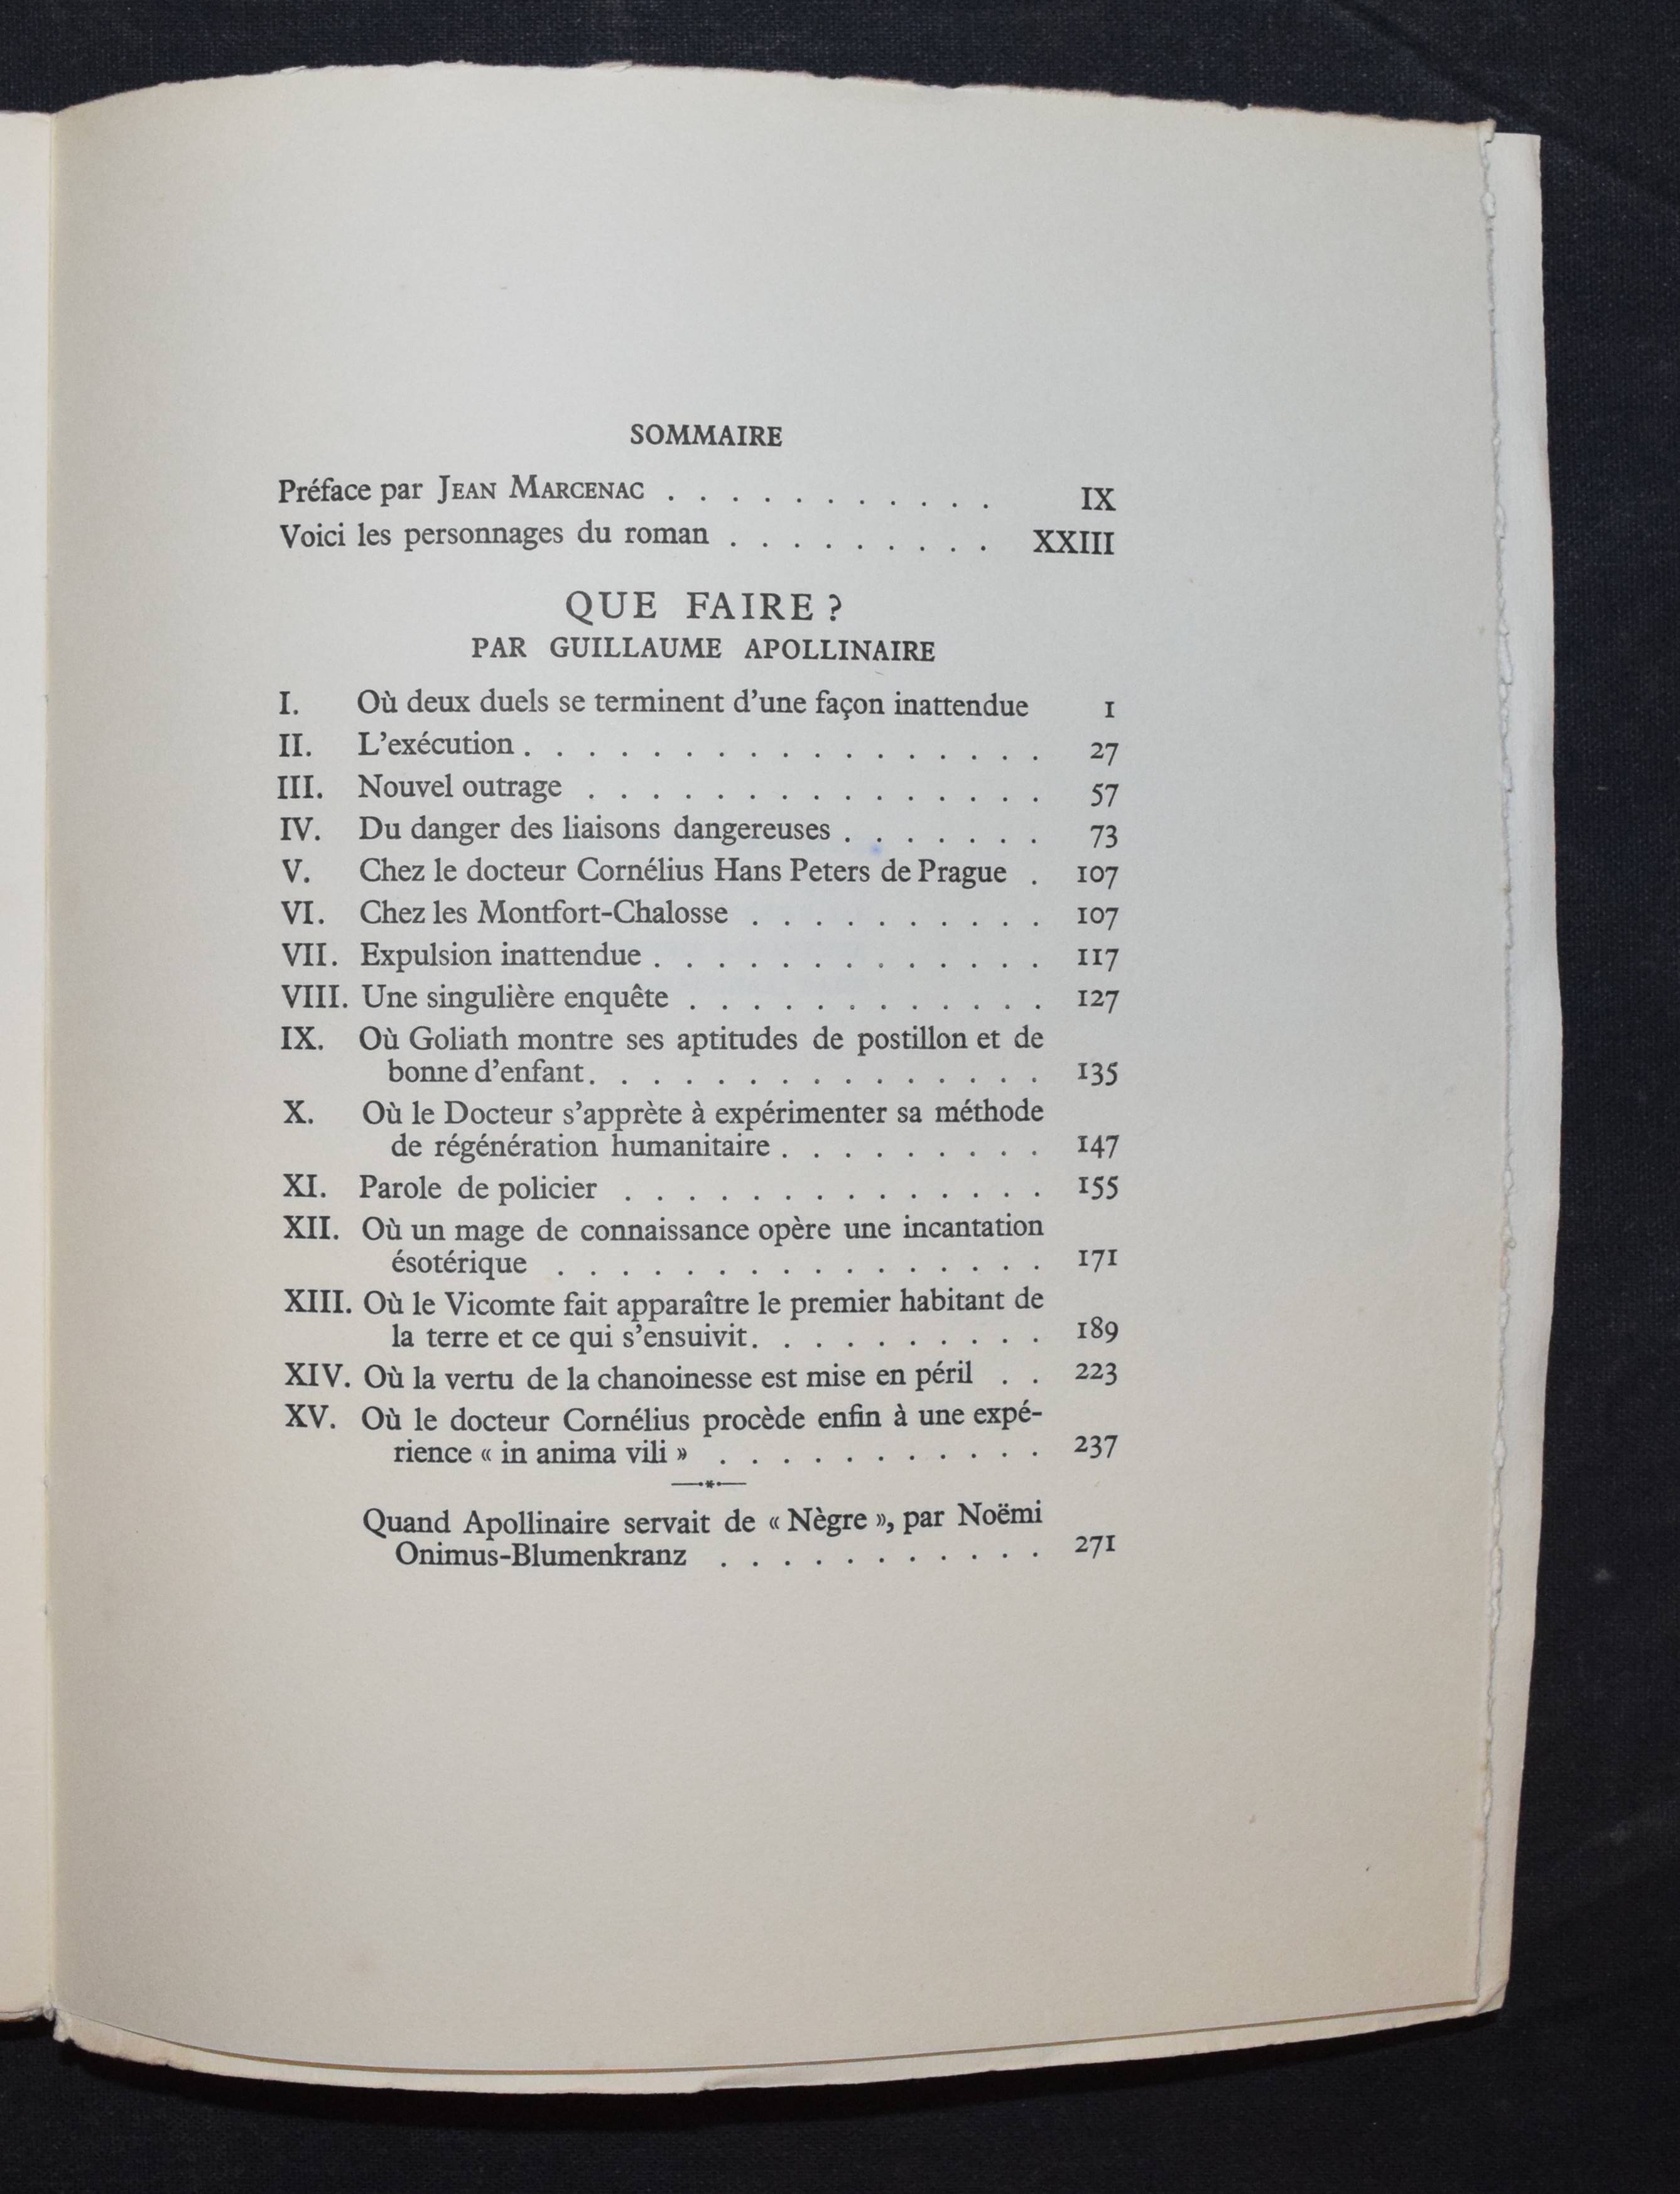 SOMMAIRE
Préface par JEAN MARCENAC . . . . . . . . . . . IX
Voici les personnages du roman . . . . . . . . . XXIII
QUE FAIRE ?
PAR GUILLAUME APOLLINAIRE
I. Où deux duels se terminent d'une façon inattendue 1
II. L'exécution . . . . . . . . . . . . . . . . . 27
III. Nouvel outrage . . . . . . . . . . . . . . . 57
IV. Du danger des liaisons dangereuses . . . . . . . 73
V. Chez le docteur Cornélius Hans Peters de Prague . 107
VI. Chez les Montfort-Chalosse . . . . . . . . . . 107
VII. Expulsion inattendue . . . . . . . . . . . . . 117
VIII. Une singulière enquête . . . . . . . . . . . . 127
IX. Où Goliath montre ses aptitudes de postillon et de
bonne d'enfant . . . . . . . . . . . . . . . 135
X. Où le Docteur s'apprète à expérimenter sa méthode
de régénération humanitaire . . . . . . . . . 147
XI. Parole de policier . . . . . . . . . . . . . . 155
XII. Où un mage de connaissance opère une incantation
ésotérique . . . . . . . . . . . . . . . . 171
XIII. Où le Vicomte fait apparaître le premier habitant de
la terre et ce qui s'ensuivit . . . . . . . . . . 189
XIV. Où la vertu de la chanoinesse est mise en péril . . 223
XV. Où le docteur Cornélius procède enfin à une expé-
rience « in anima vili » . . . . . . . . . . . 237
Quand Apollinaire servait de « Nègre », par Noëmi
Onimus-Blumenkranz . . . . . . . . . . . 271